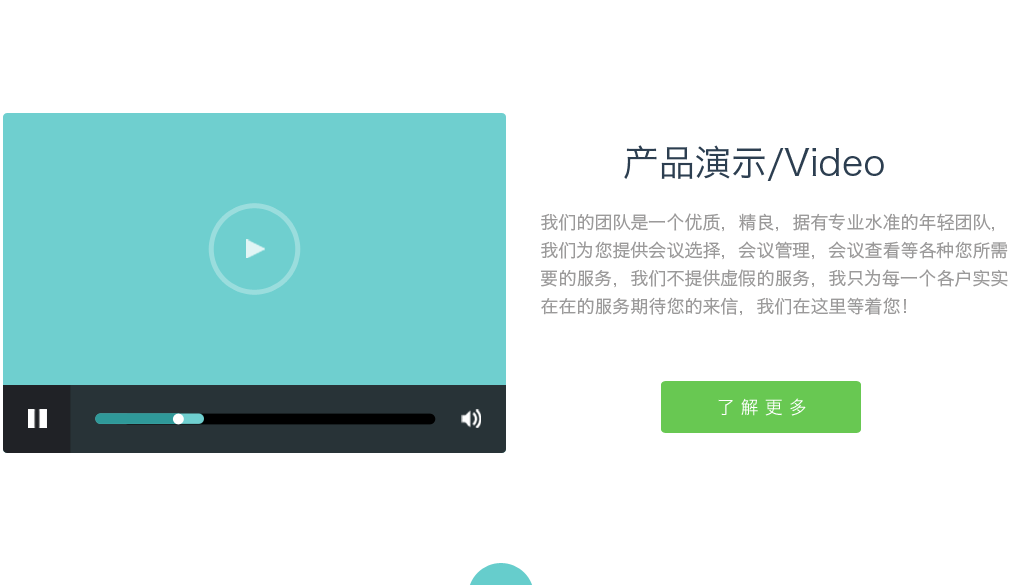 产品演示/Video
我们的团队是一个优质，精良，据有专业水准的年轻团队，
我们为您提供会议选择，会议管理，会议查看等各种您所需
要的服务，我们不提供虚假的服务，我只为每一个各户实实
在在的服务期待您的来信，我们在这里等着您！
了解更多